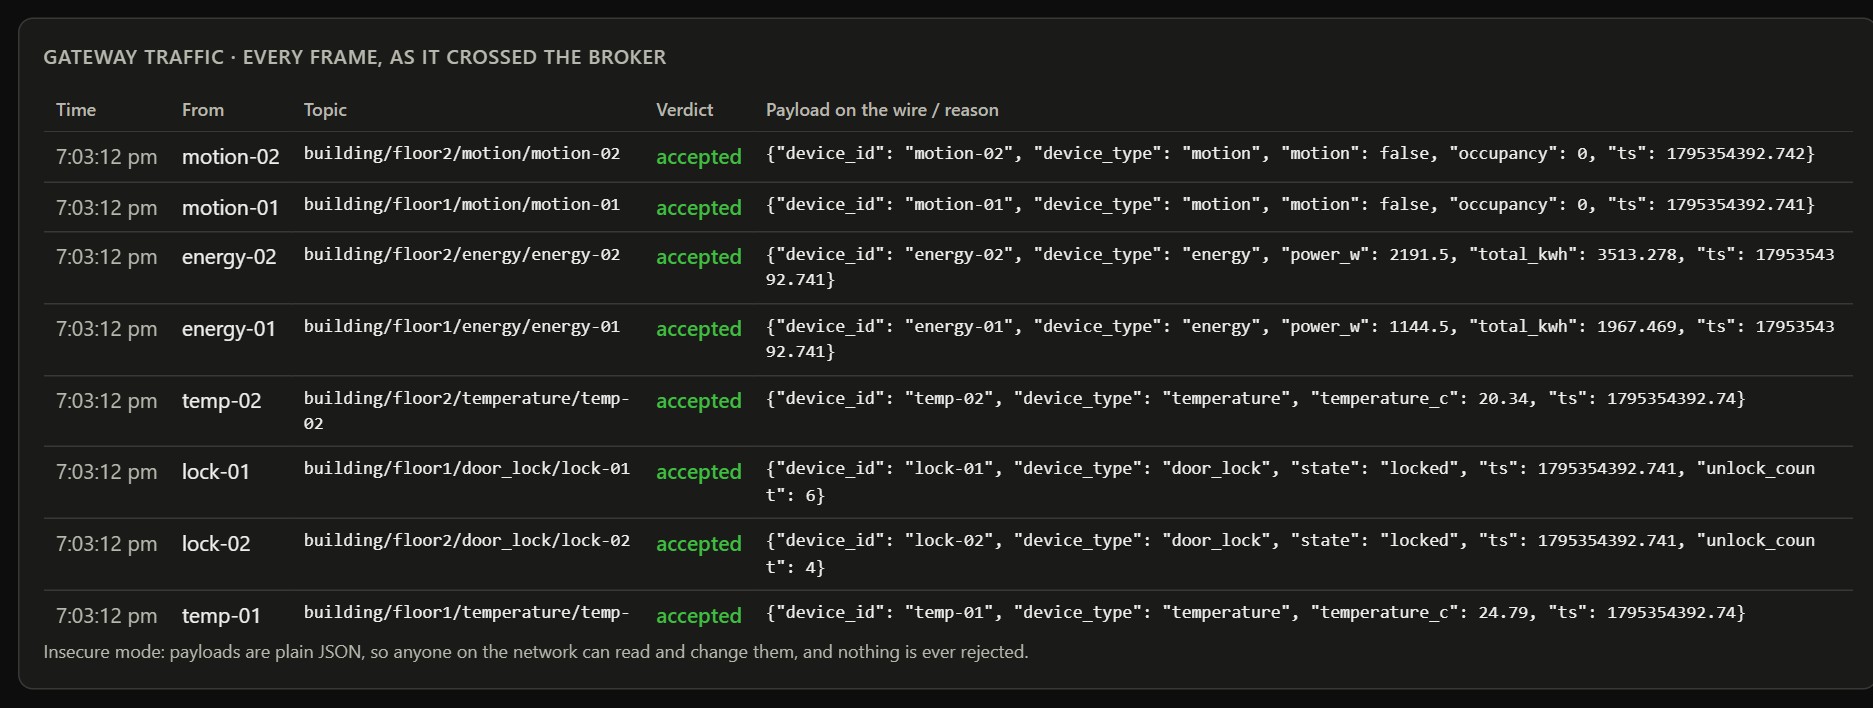 GATEWAY TRAFFIC · EVERY FRAME, AS IT CROSSED THE BROKER
Time From Topic Verdict Payload on the wire / reason
7:03:12 pm motion-02 building/floor2/motion/motion-02 accepted {"device_id": "motion-02", "device_type": "motion", "motion": false, "occupancy": 0, "ts": 1795354392.742}
7:03:12 pm motion-01 building/floor1/motion/motion-01 accepted {"device_id": "motion-01", "device_type": "motion", "motion": false, "occupancy": 0, "ts": 1795354392.741}
7:03:12 pm energy-02 building/floor2/energy/energy-02 accepted {"device_id": "energy-02", "device_type": "energy", "power_w": 2191.5, "total_kwh": 3513.278, "ts": 17953543
92.741}
7:03:12 pm energy-01 building/floor1/energy/energy-01 accepted {"device_id": "energy-01", "device_type": "energy", "power_w": 1144.5, "total_kwh": 1967.469, "ts": 17953543
92.741}
7:03:12 pm temp-02 building/floor2/temperature/temp- accepted {"device_id": "temp-02", "device_type": "temperature", "temperature_c": 20.34, "ts": 1795354392.74}
02
7:03:12 pm lock-01 building/floor1/door_lock/lock-01 accepted {"device_id": "lock-01", "device_type": "door_lock", "state": "locked", "ts": 1795354392.741, "unlock_coun
t": 6}
7:03:12 pm lock-02 building/floor2/door_lock/lock-02 accepted {"device_id": "lock-02", "device_type": "door_lock", "state": "locked", "ts": 1795354392.741, "unlock_coun
t": 4}
7:03:12 pm temp-01 building/floor1/temperature/temp- accepted {"device_id": "temp-01", "device_type": "temperature", "temperature_c": 24.79, "ts": 1795354392.74}
Insecure mode: payloads are plain JSON, so anyone on the network can read and change them, and nothing is ever rejected.